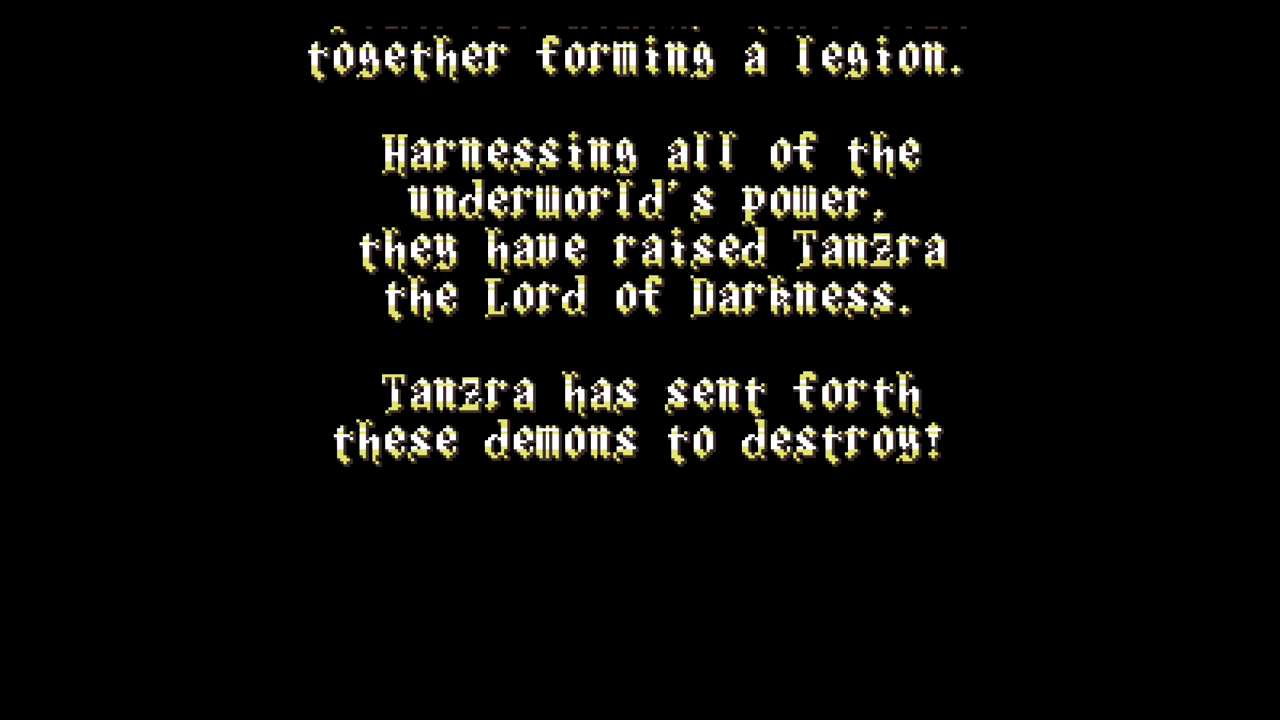 together forming a legion.
Harnessing all of the
underworld's power,
they have raised Tanzra
the Lord of Darkness.
Tanzra has sent forth
these demons to destroy!